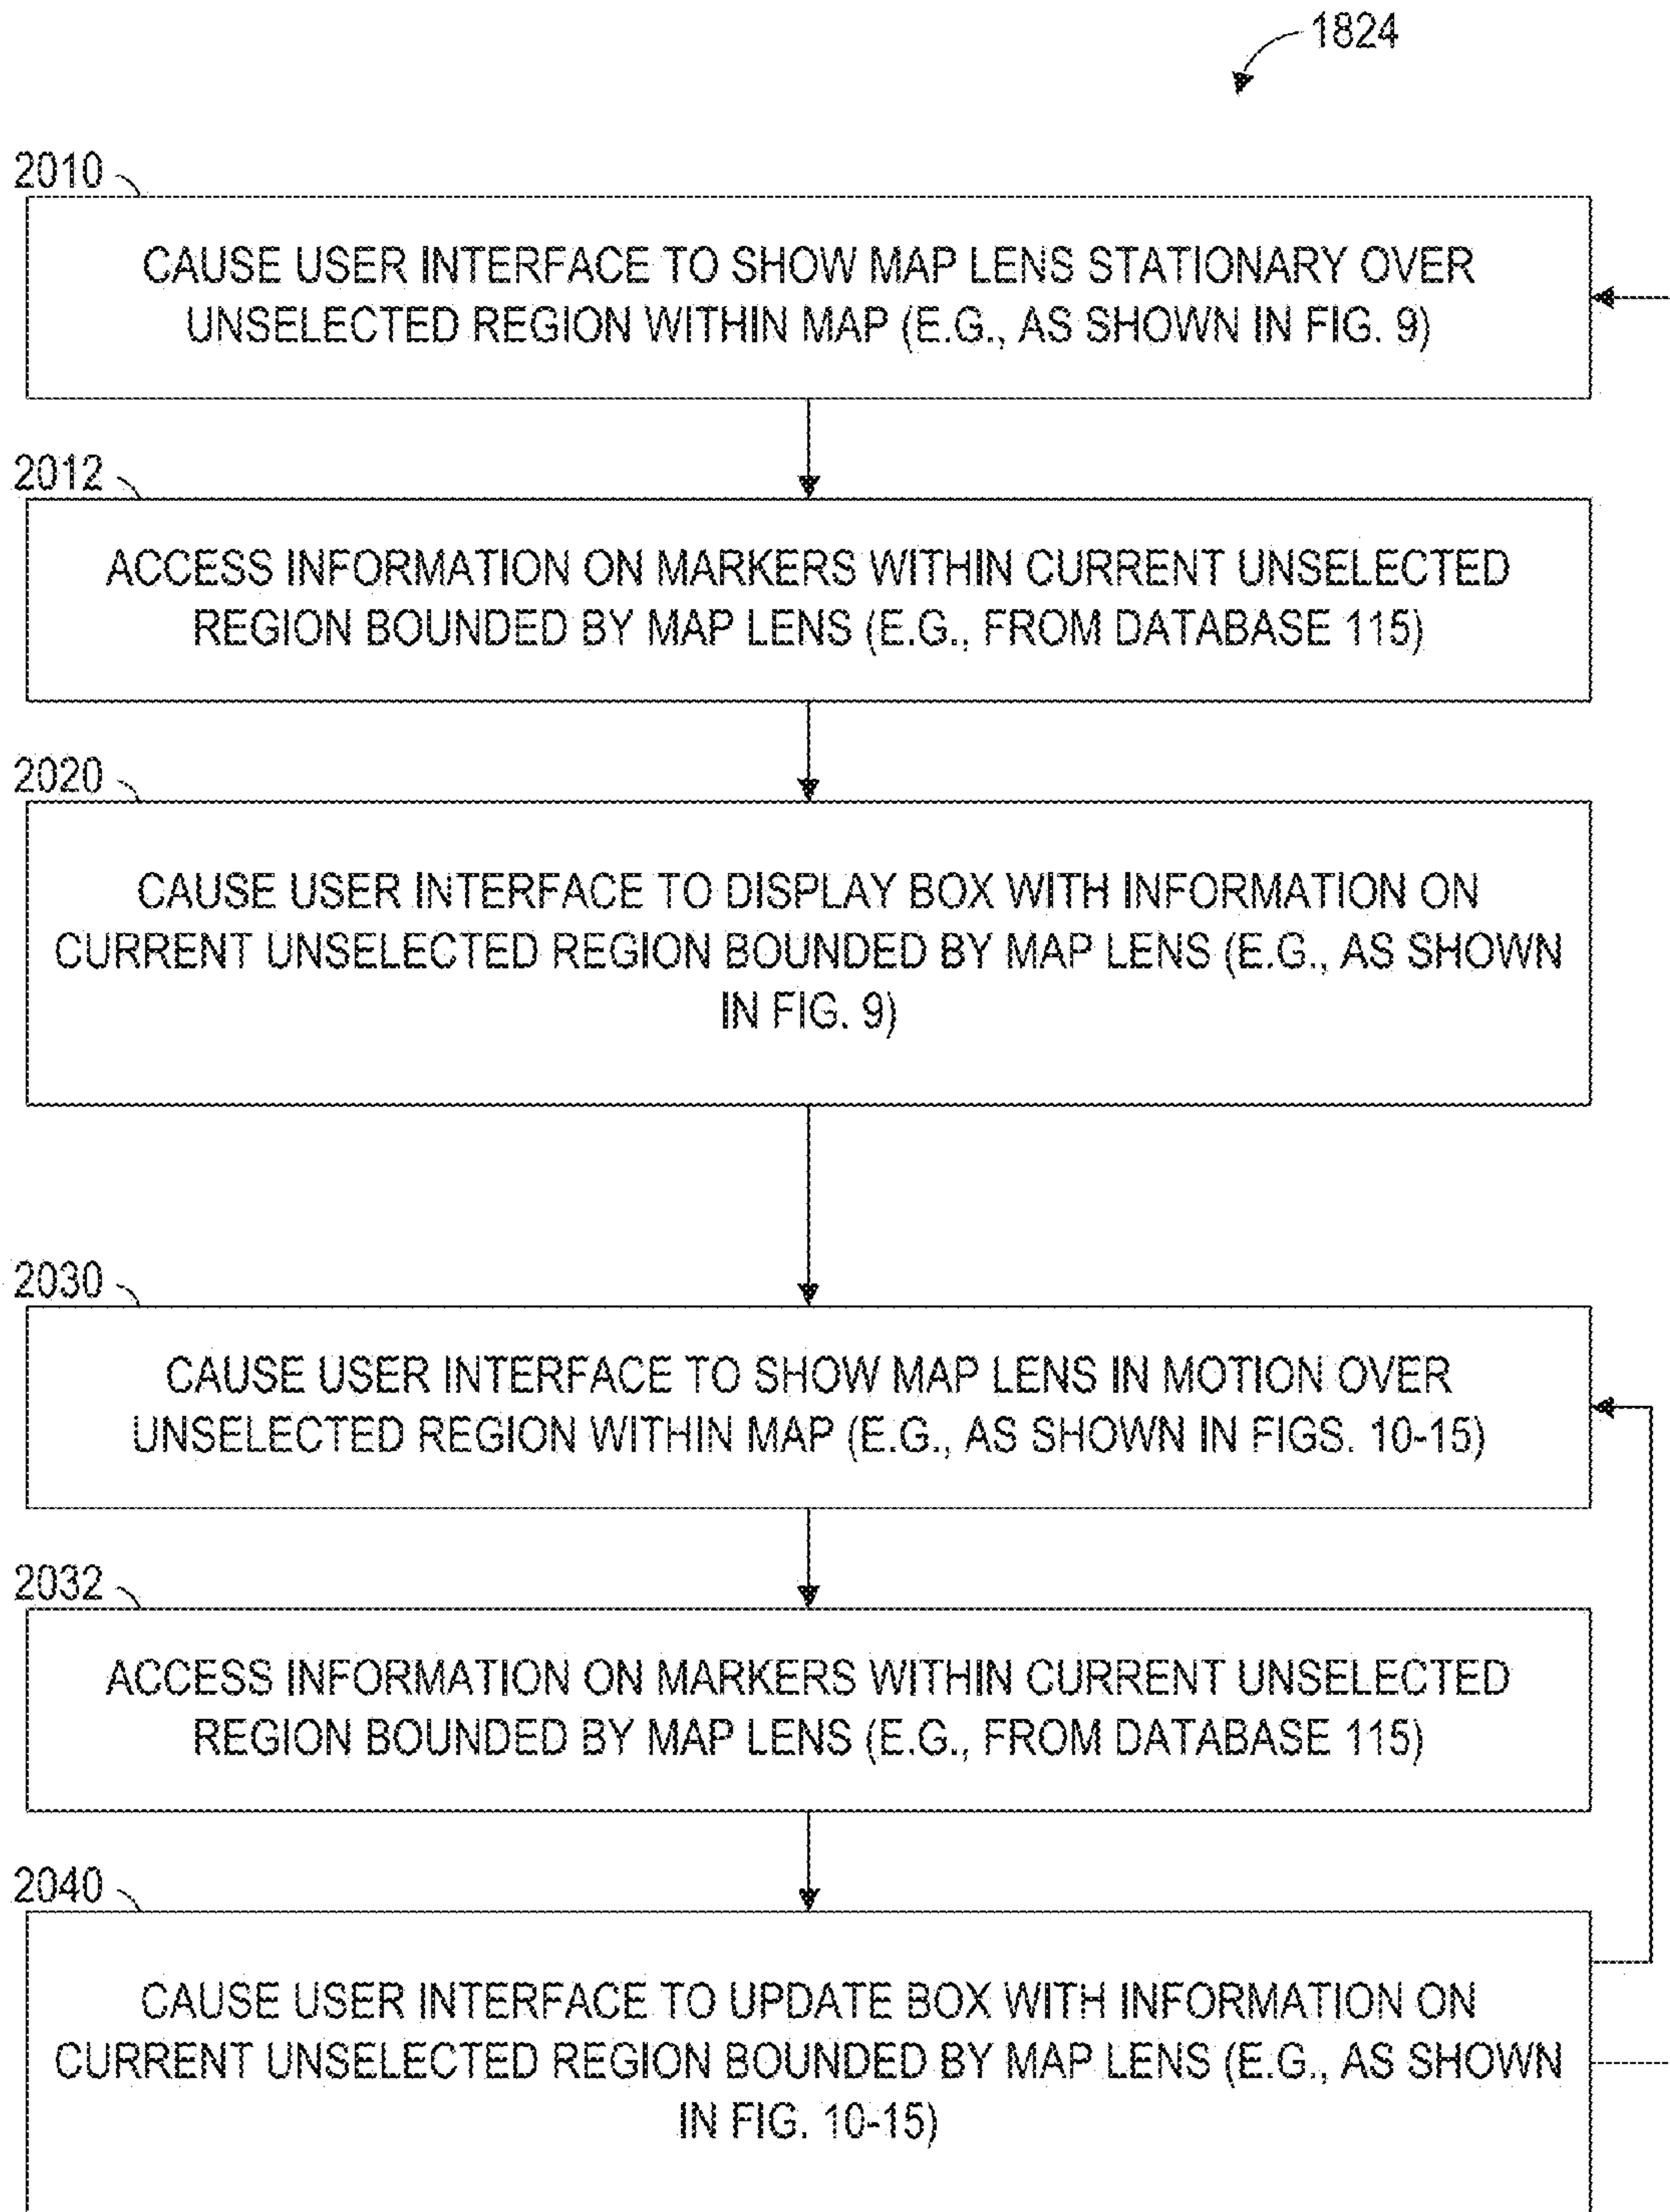 1824
2010
CAUSE USER INTERFACE TO SHOW MAP LENS STATIONARY OVER
UNSELECTED REGION WITHIN MAP (E.G., AS SHOWN IN FIG. 9)
2012
ACCESS INFORMATION ON MARKERS WITHIN CURRENT UNSELECTED
REGION BOUNDED BY MAP LENS (E.G., FROM DATABASE 115)
2020
CAUSE USER INTERFACE TO DISPLAY BOX WITH INFORMATION ON
CURRENT UNSELECTED REGION BOUNDED BY MAP LENS (E.G., AS SHOWN
IN FIG. 9)
2030
CAUSE USER INTERFACE TO SHOW MAP LENS IN MOTION OVER
UNSELECTED REGION WITHIN MAP (E.G., AS SHOWN IN FIGS. 10-15)
2032
ACCESS INFORMATION ON MARKERS WITHIN CURRENT UNSELECTED
REGION BOUNDED BY MAP LENS (E.G., FROM DATABASE 115)
2040
CAUSE USER INTERFACE TO UPDATE BOX WITH INFORMATION ON
CURRENT UNSELECTED REGION BOUNDED BY MAP LENS (E.G., AS SHOWN
IN FIG. 10-15)